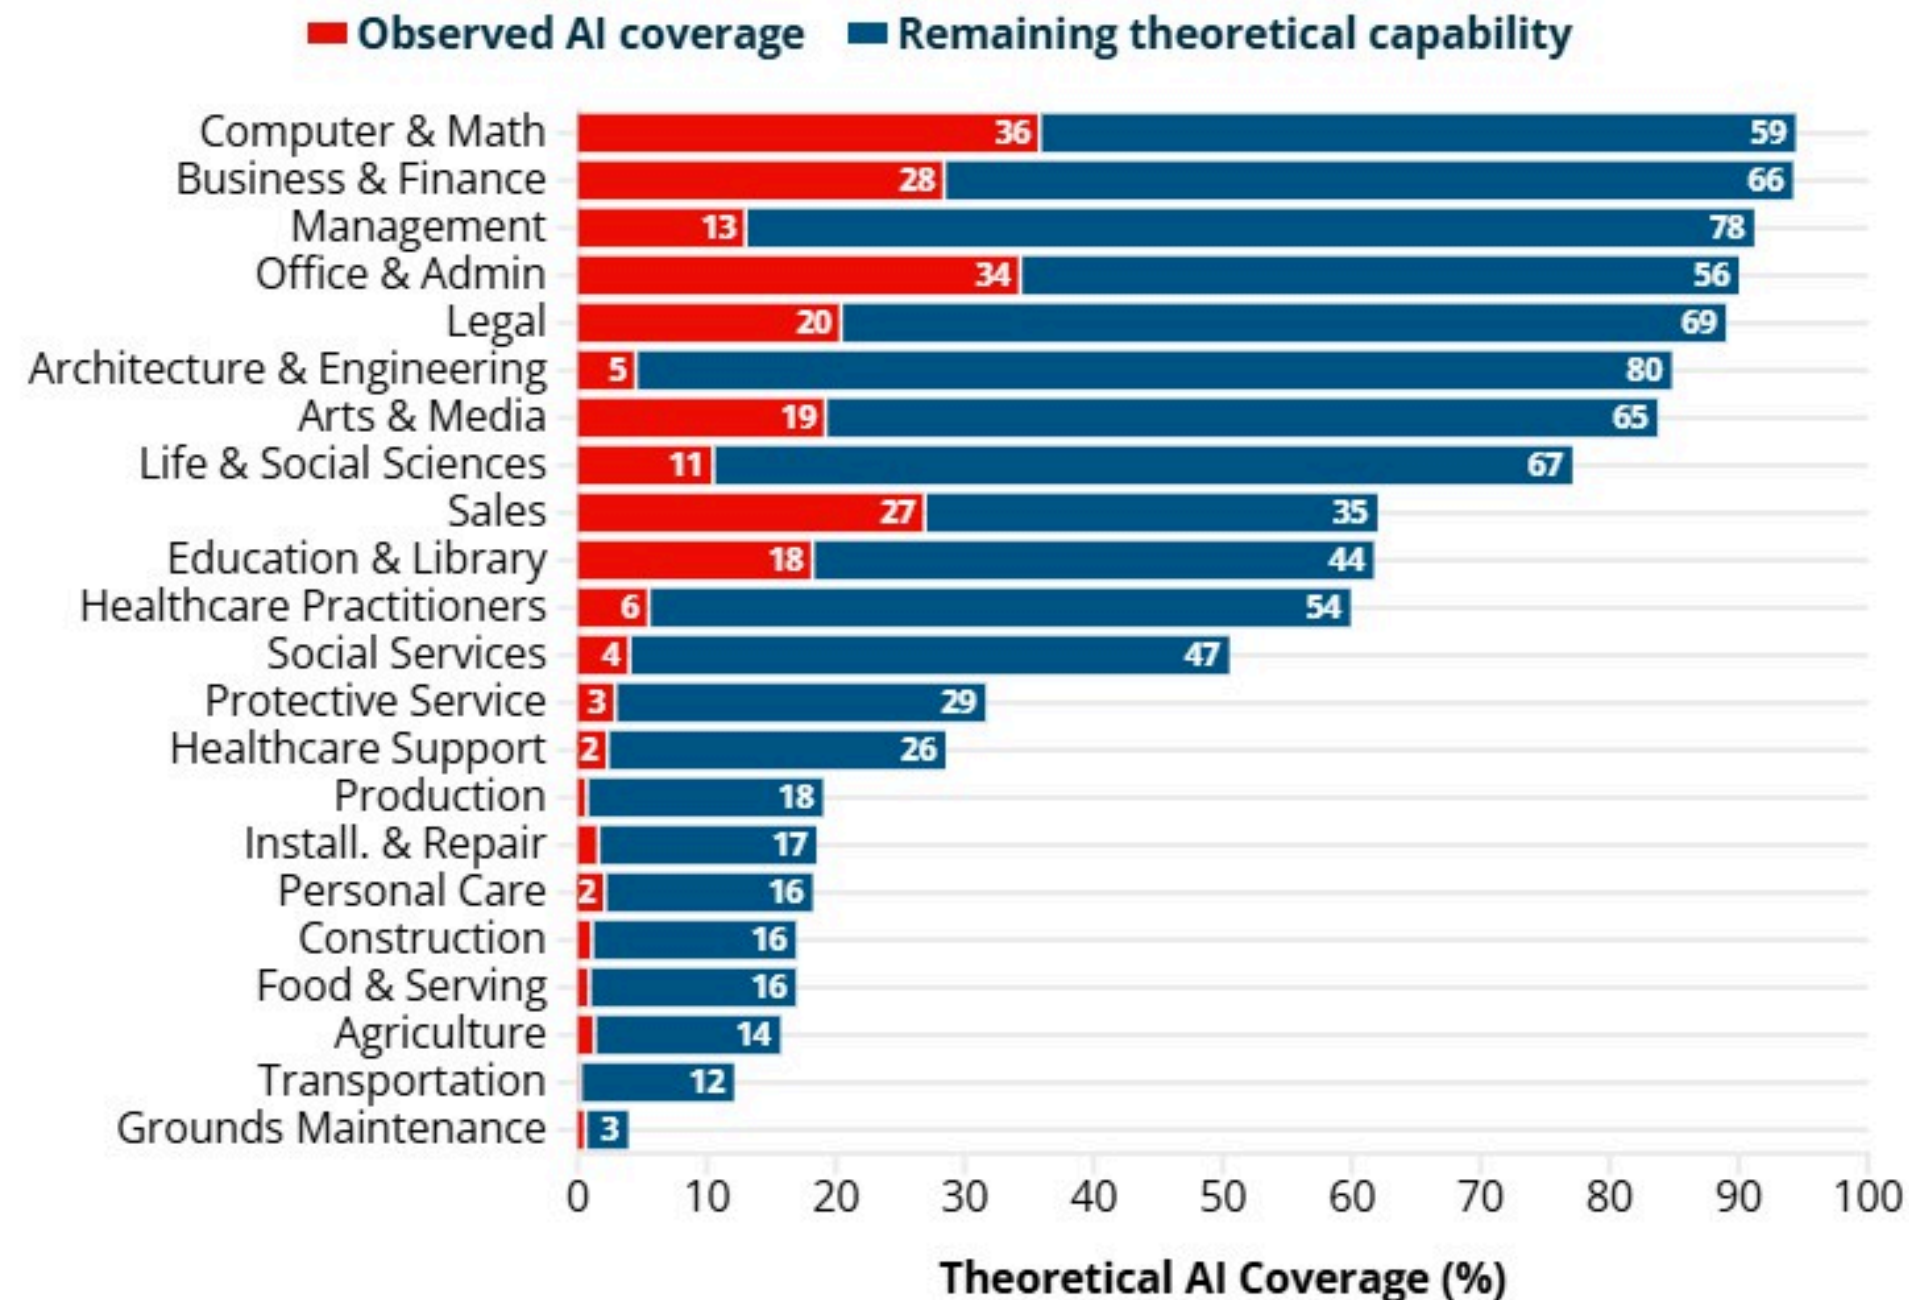 Observed AI coverage Remaining theoretical capability
Computer & Math 36 59
Business & Finance 28 66
Management 13 78
Office & Admin 34 56
Legal 20 69
Architecture & Engineering 5 80
Arts & Media 19 65
Life & Social Sciences 11 67
Sales 27 35
Education & Library 18 44
Healthcare Practitioners 6 54
Social Services 4 47
Protective Service 3 29
Healthcare Support 2 26
Production 18
Install. & Repair 17
Personal Care 2 16
Construction 16
Food & Serving 16
Agriculture 14
Transportation 12
Grounds Maintenance 3
0 10 20 30 40 50 60 70 80 90 100
Theoretical AI Coverage (%)